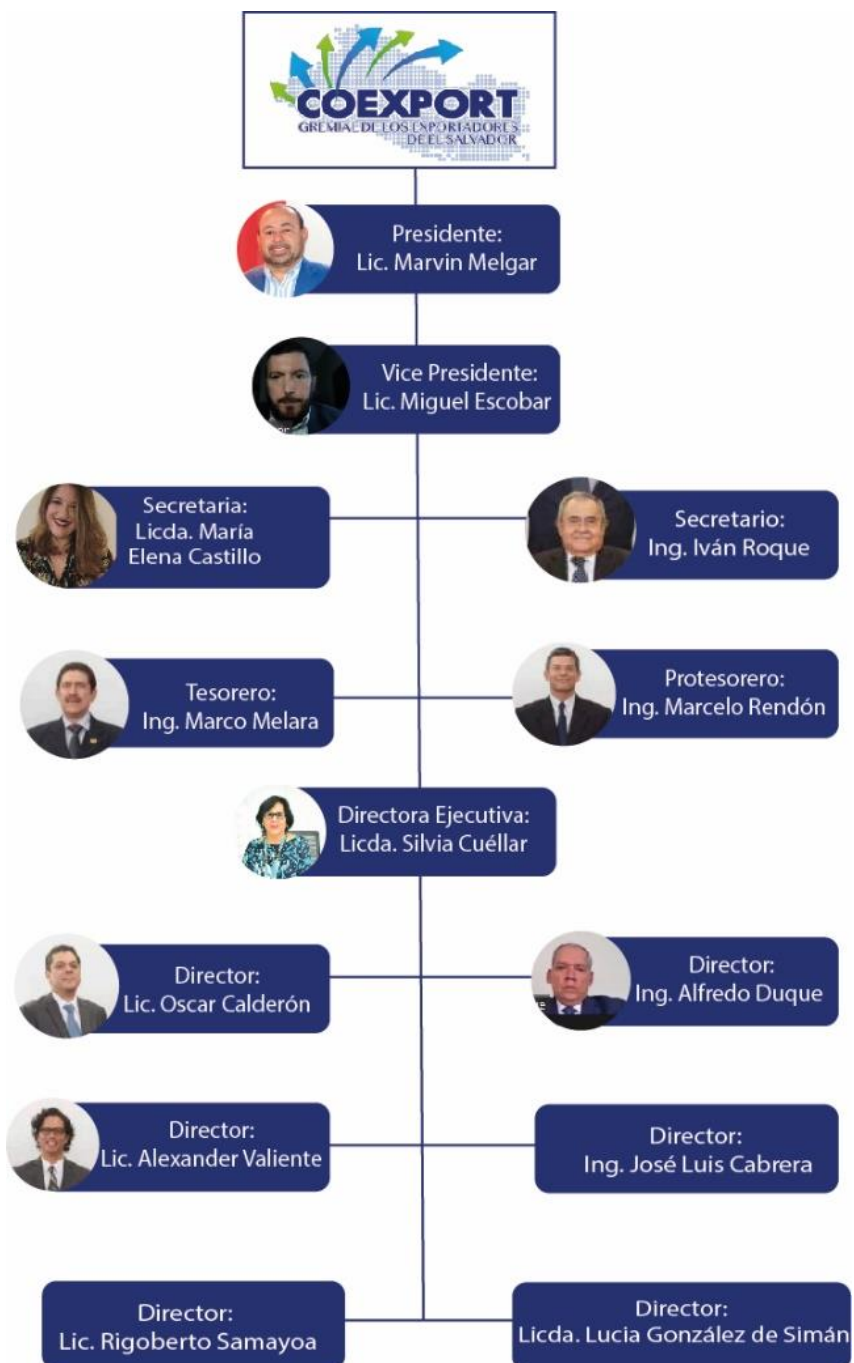 COEXPORT
GREMIAL DE LOS EXPORTADORES
DE EL SALVADOR
Presidente:
Lic. Marvin Melgar
Vice Presidente:
Lic. Miguel Escobar
Secretaria:
Licda. María
Elena Castillo
Secretario:
Ing. Iván Roque
Tesorero:
Ing. Marco Melara
Protesorero:
Ing. Marcelo Rendón
Directora Ejecutiva:
Licda. Silvia Cuéllar
Director:
Lic. Oscar Calderón
Director:
Ing. Alfredo Duque
Director:
Lic. Alexander Valiente
Director:
Ing. José Luis Cabrera
Director:
Lic. Rigoberto Samayoa
Director:
Licda. Lucia González de Simán